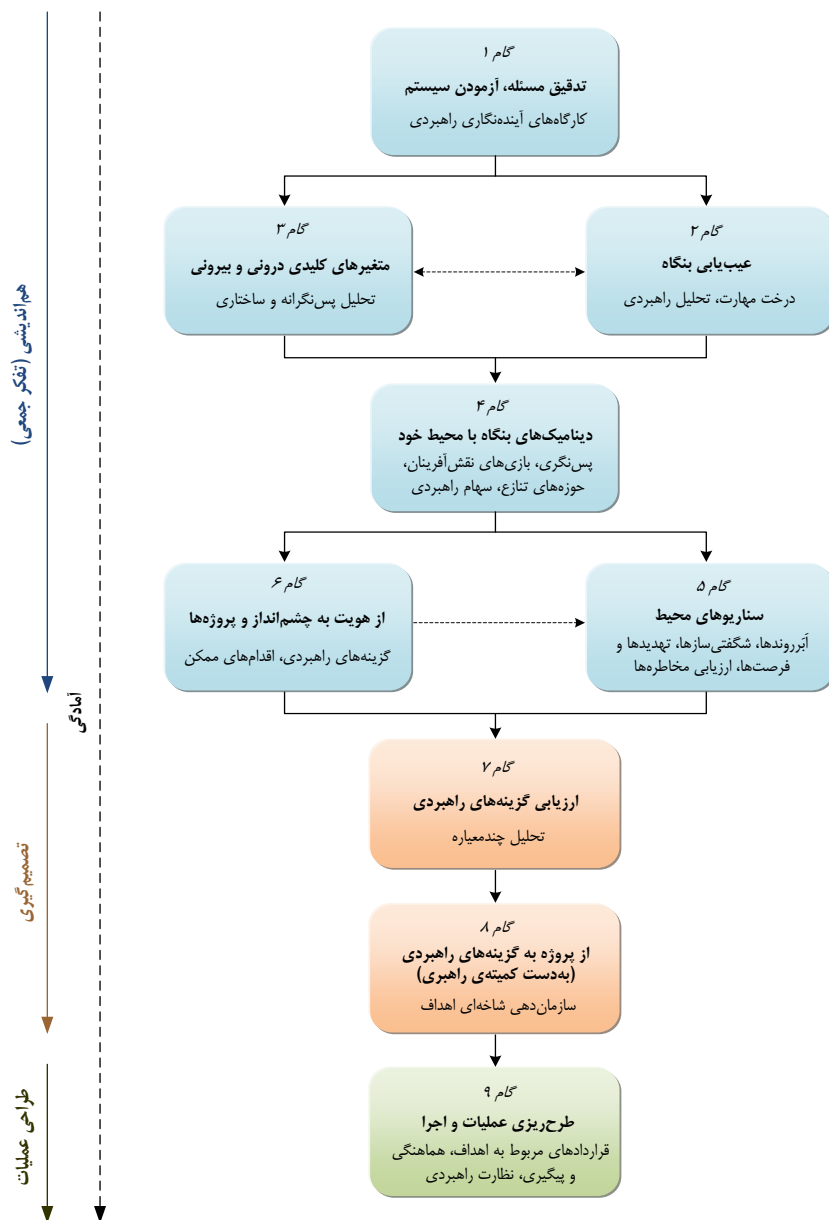 گام ۱
تدقیق مسئله، آزمودن سیستم
کارگاه‌های آینده‌نگاری راهبردی
گام ۲
عیب‌یابی بنگاه
درخت مهارت، تحلیل راهبردی
گام ۳
متغیرهای کلیدی درونی و بیرونی
تحلیل پس‌نگرانه و ساختاری
گام ۴
دینامیک‌های بنگاه با محیط خود
پس‌نگری، بازی‌های نقش‌آفرینان،
حوزه‌های تنازع، سهام راهبردی
گام ۵
سناریوهای محیط
اَبَرروندها، شگفتی‌سازها، تهدیدها و
فرصت‌ها، ارزیابی مخاطره‌ها
گام ۶
از هویت به چشم‌انداز و پروژه‌ها
گزینه‌های راهبردی، اقدام‌های ممکن
گام ۷
ارزیابی گزینه‌های راهبردی
تحلیل چندمعیاره
گام ۸
از پروژه به گزینه‌های راهبردی
(به‌دست کمیته‌ی راهبری)
سازمان‌دهی شاخه‌ای اهداف
گام ۹
طرح‌ریزی عملیات و اجرا
قراردادهای مربوط به اهداف، هماهنگی
و پیگیری، نظارت راهبردی
هم‌اندیشی (تفکر جمعی)
آمادگی
تصمیم‌گیری
طراحی عملیات